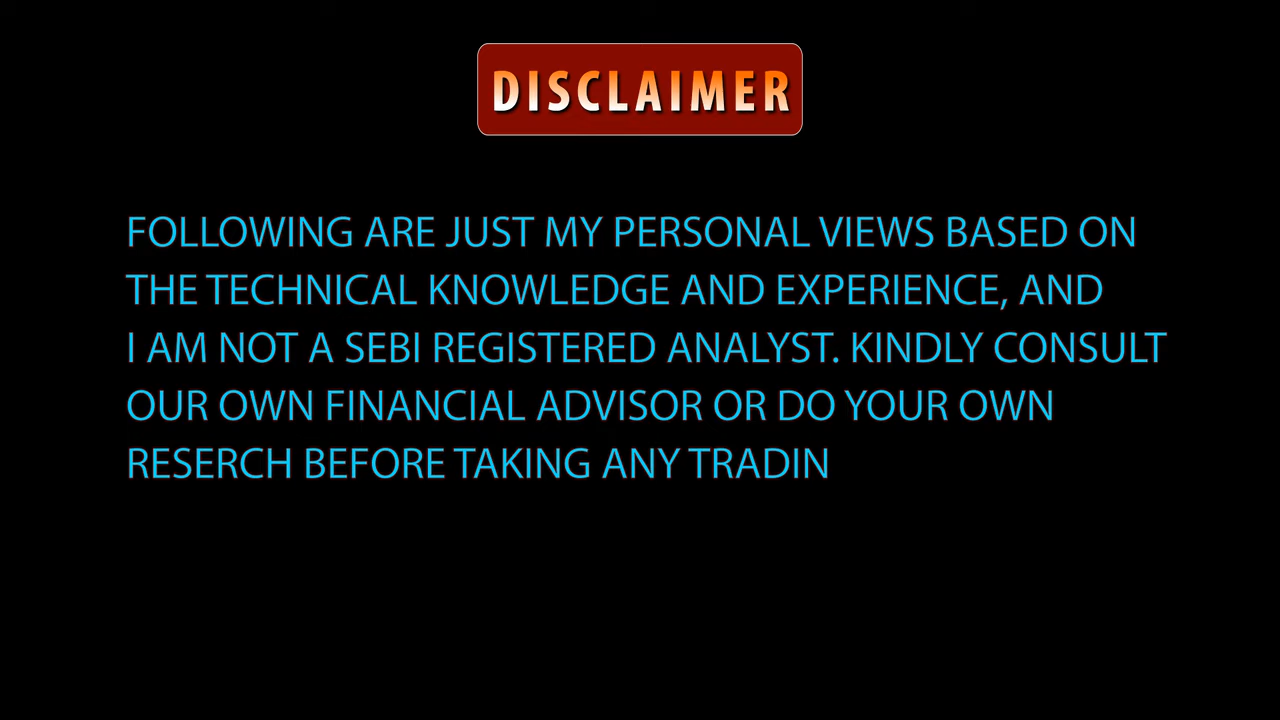 DISCLAIMER
FOLLOWING ARE JUST MY PERSONAL VIEWS BASED ON
THE TECHNICAL KNOWLEDGE AND EXPERIENCE, AND
I AM NOT A SEBI REGISTERED ANALYST. KINDLY CONSULT
OUR OWN FINANCIAL ADVISOR OR DO YOUR OWN
RESERCH BEFORE TAKING ANY TRADIN